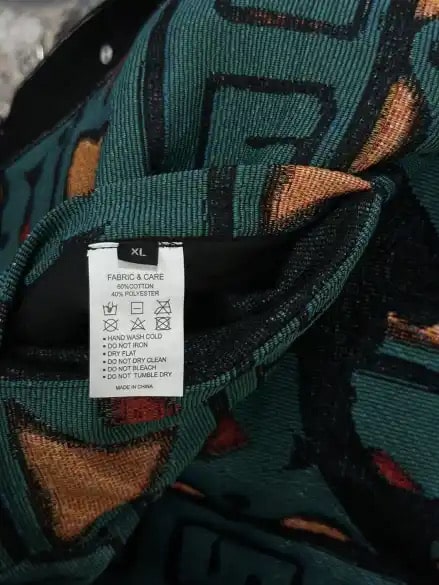 XL
FABRIC & CARE
60%COTTON
40% POLYESTER
• HAND WASH COLD
• DO NOT IRON
• DRY FLAT
• DO NOT DRY CLEAN
• DO NOT BLEACH
• DO NOT TUMBLE DRY
MADE IN CHINA